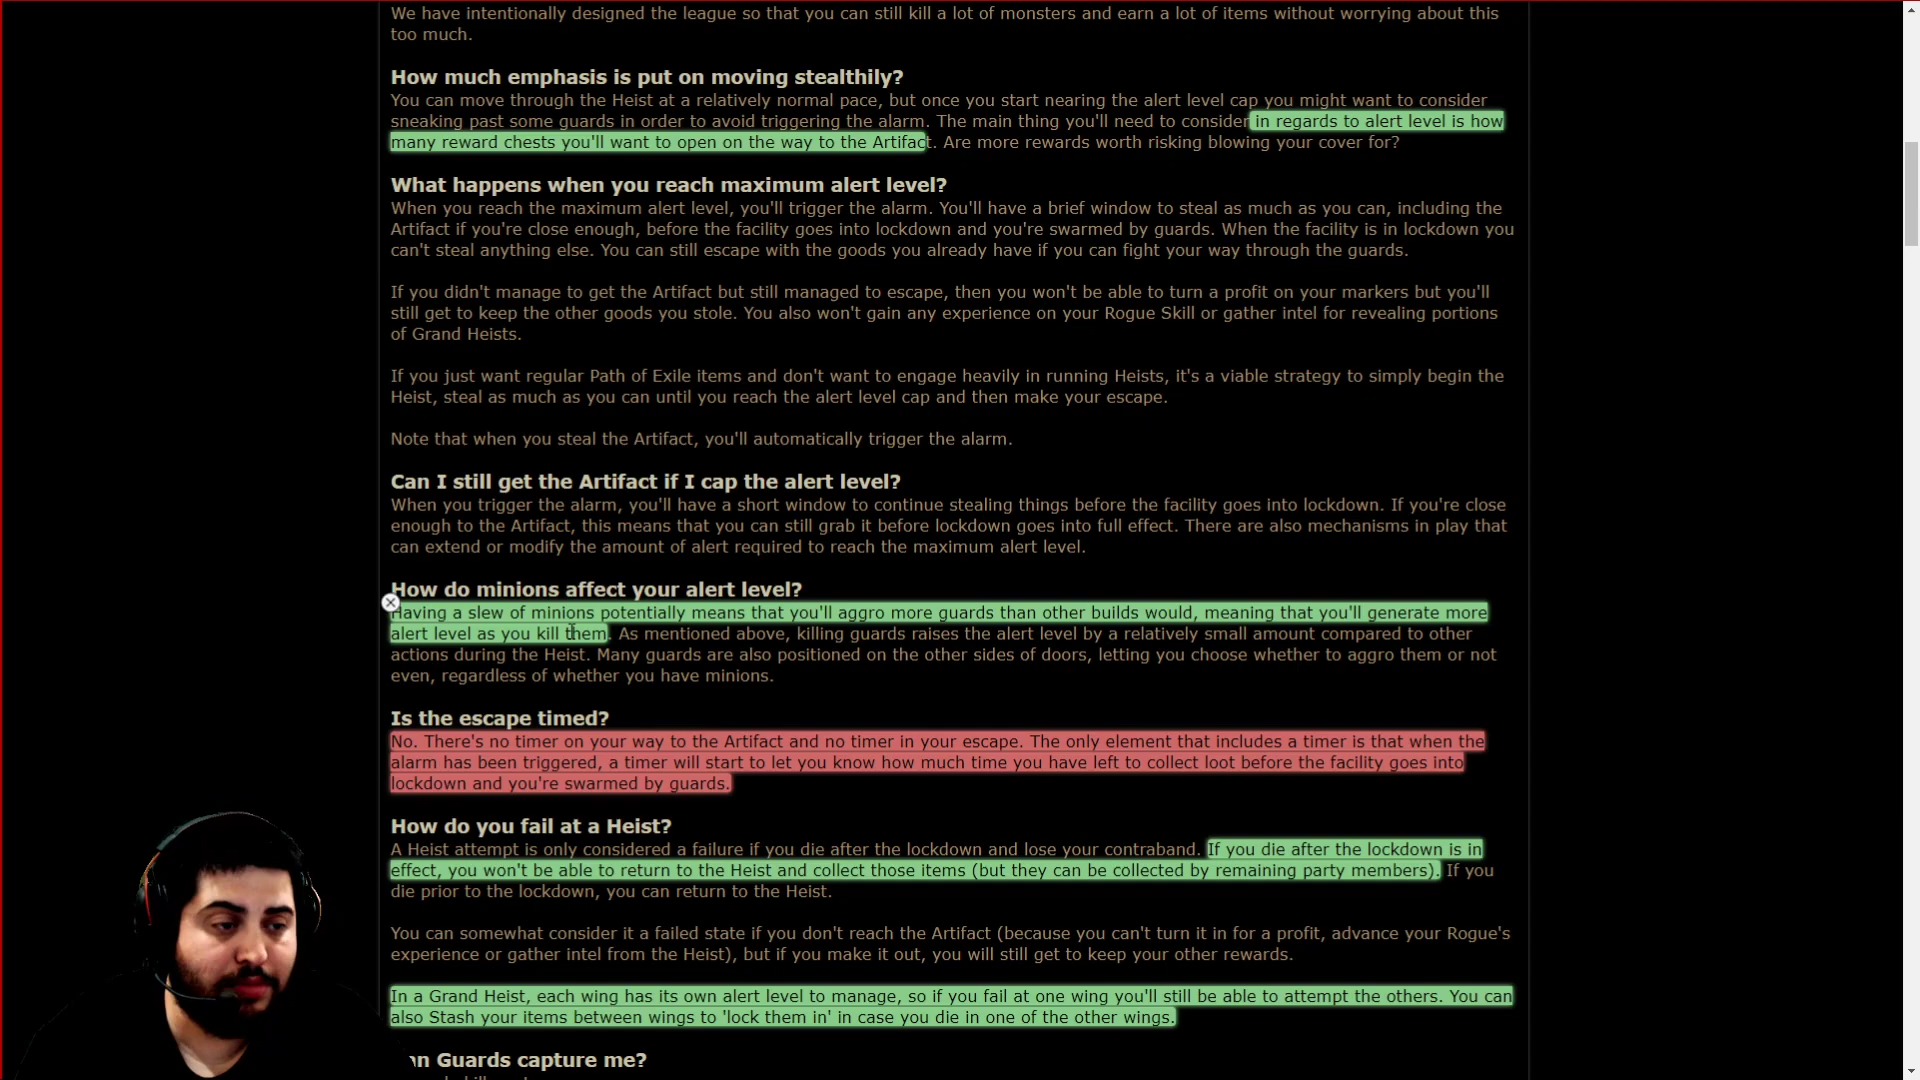 We have intentionally designed the league so that you can still kill a lot of monsters and earn a lot of items without worrying about this
too much.
How much emphasis is put on moving stealthily?
You can move through the Heist at a relatively normal pace, but once you start nearing the alert level cap you might want to consider
sneaking past some guards in order to avoid triggering the alarm. The main thing you'll need to consider in regards to alert level is how
many reward chests you'll want to open on the way to the Artifact. Are more rewards worth risking blowing your cover for?
What happens when you reach maximum alert level?
When you reach the maximum alert level, you'll trigger the alarm. You'll have a brief window to steal as much as you can, including the
Artifact if you're close enough, before the facility goes into lockdown and you're swarmed by guards. When the facility is in lockdown you
can't steal anything else. You can still escape with the goods you already have if you can fight your way through the guards.
If you didn't manage to get the Artifact but still managed to escape, then you won't be able to turn a profit on your markers but you'll
still get to keep the other goods you stole. You also won't gain any experience on your Rogue Skill or gather intel for revealing portions
of Grand Heists.
If you just want regular Path of Exile items and don't want to engage heavily in running Heists, it's a viable strategy to simply begin the
Heist, steal as much as you can until you reach the alert level cap and then make your escape.
Note that when you steal the Artifact, you'll automatically trigger the alarm.
Can I still get the Artifact if I cap the alert level?
When you trigger the alarm, you'll have a short window to continue stealing things before the facility goes into lockdown. If you're close
enough to the Artifact, this means that you can still grab it before lockdown goes into full effect. There are also mechanisms in play that
can extend or modify the amount of alert required to reach the maximum alert level.
How do minions affect your alert level?
Having a slew of minions potentially means that you'll aggro more guards than other builds would, meaning that you'll generate more
alert level as you kill them. As mentioned above, killing guards raises the alert level by a relatively small amount compared to other
actions during the Heist. Many guards are also positioned on the other sides of doors, letting you choose whether to aggro them or not
even, regardless of whether you have minions.
Is the escape timed?
No. There's no timer on your way to the Artifact and no timer in your escape. The only element that includes a timer is that when the
alarm has been triggered, a timer will start to let you know how much time you have left to collect loot before the facility goes into
lockdown and you're swarmed by guards.
How do you fail at a Heist?
A Heist attempt is only considered a failure if you die after the lockdown and lose your contraband. If you die after the lockdown is in
effect, you won't be able to return to the Heist and collect those items (but they can be collected by remaining party members). If you
die prior to the lockdown, you can return to the Heist.
You can somewhat consider it a failed state if you don't reach the Artifact (because you can't turn it in for a profit, advance your Rogue's
experience or gather intel from the Heist), but if you make it out, you will still get to keep your other rewards.
In a Grand Heist, each wing has its own alert level to manage, so if you fail at one wing you'll still be able to attempt the others. You can
also Stash your items between wings to 'lock them in' in case you die in one of the other wings.
Guards capture me?